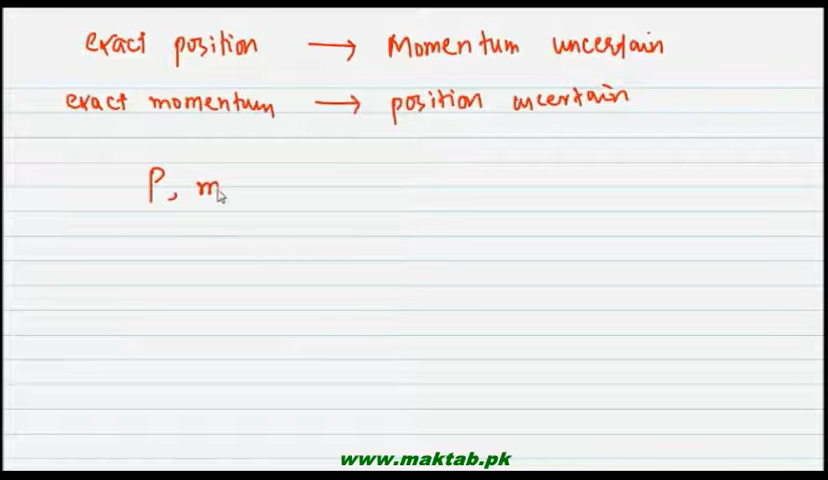 exact position → Momentum uncertain
exact momentum → position uncertain
P, m
www.maktab.pk